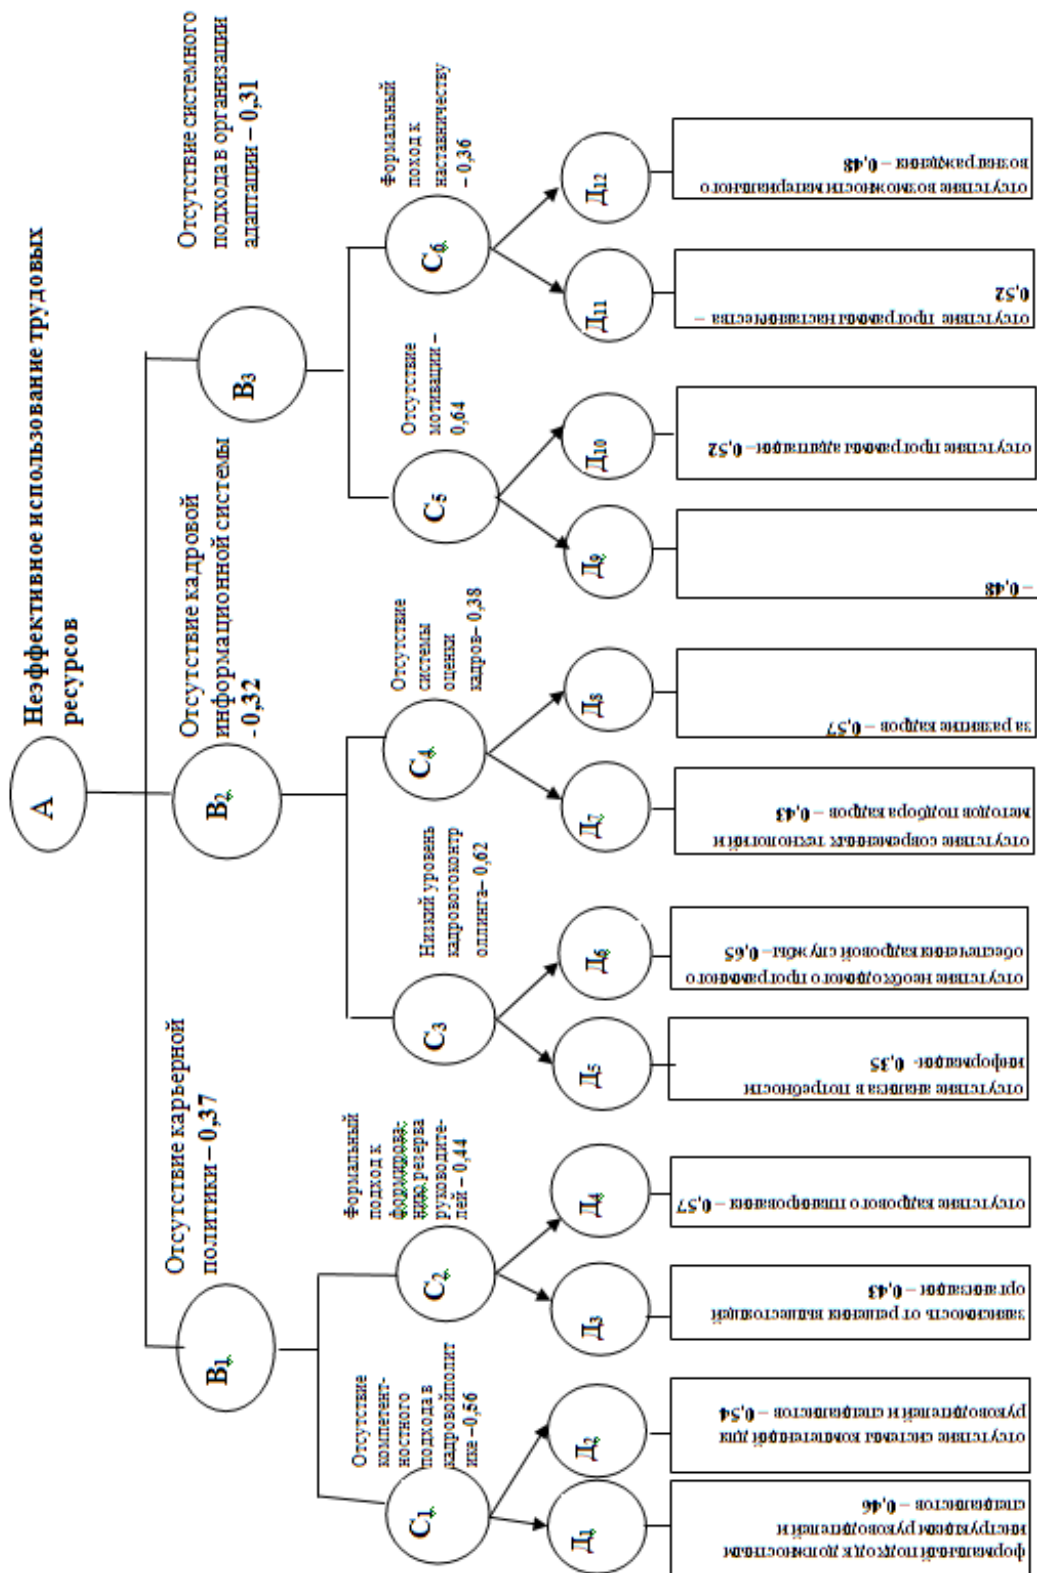 А
Неэффективное использование трудовых
ресурсов
В1
Отсутствие карьерной
политики – 0,37
В2
Отсутствие кадровой
информационной системы
- 0,32
В3
Отсутствие системного
подхода в организации
адаптации – 0,31
С1
Отсутствие
компетент-
ностного
подхода в
кадровойполит
ике –0,56
С2
Формальный
подход к
формирова-
нию резерва
руководите-
лей – 0,44
С3
Низкий уровень
кадровогоконтр
оллинга– 0,62
С4
Отсутствие
системы
оценки
кадров– 0,38
С5
Отсутствие
мотивации –
0,64
С6
Формальный
поход к
наставничеству
– 0,36
Д1
Д2
Д3
Д4
Д5
Д6
Д7
Д8
Д9
Д10
Д11
Д12
формальный подход к должностным
инструкциям руководителей и
специалистов – 0,46
отсутствие системы компетенций для
руководителей и специалистов – 0,54
зависимость от решения вышестоящей
организации – 0,43
отсутствие кадрового планирования – 0,57
отсутствие анализа в потребности
информации- 0,35
отсутствие необходимого программного
обеспечения кадровой службы– 0,65
отсутствие современных технологий и
методов подбора кадров – 0,43
за развитие кадров – 0,57
– 0,48
отсутствие программы адаптации– 0,52
отсутствие программы наставничества –
0,52
отсутствие возможности материального
вознаграждения – 0,48